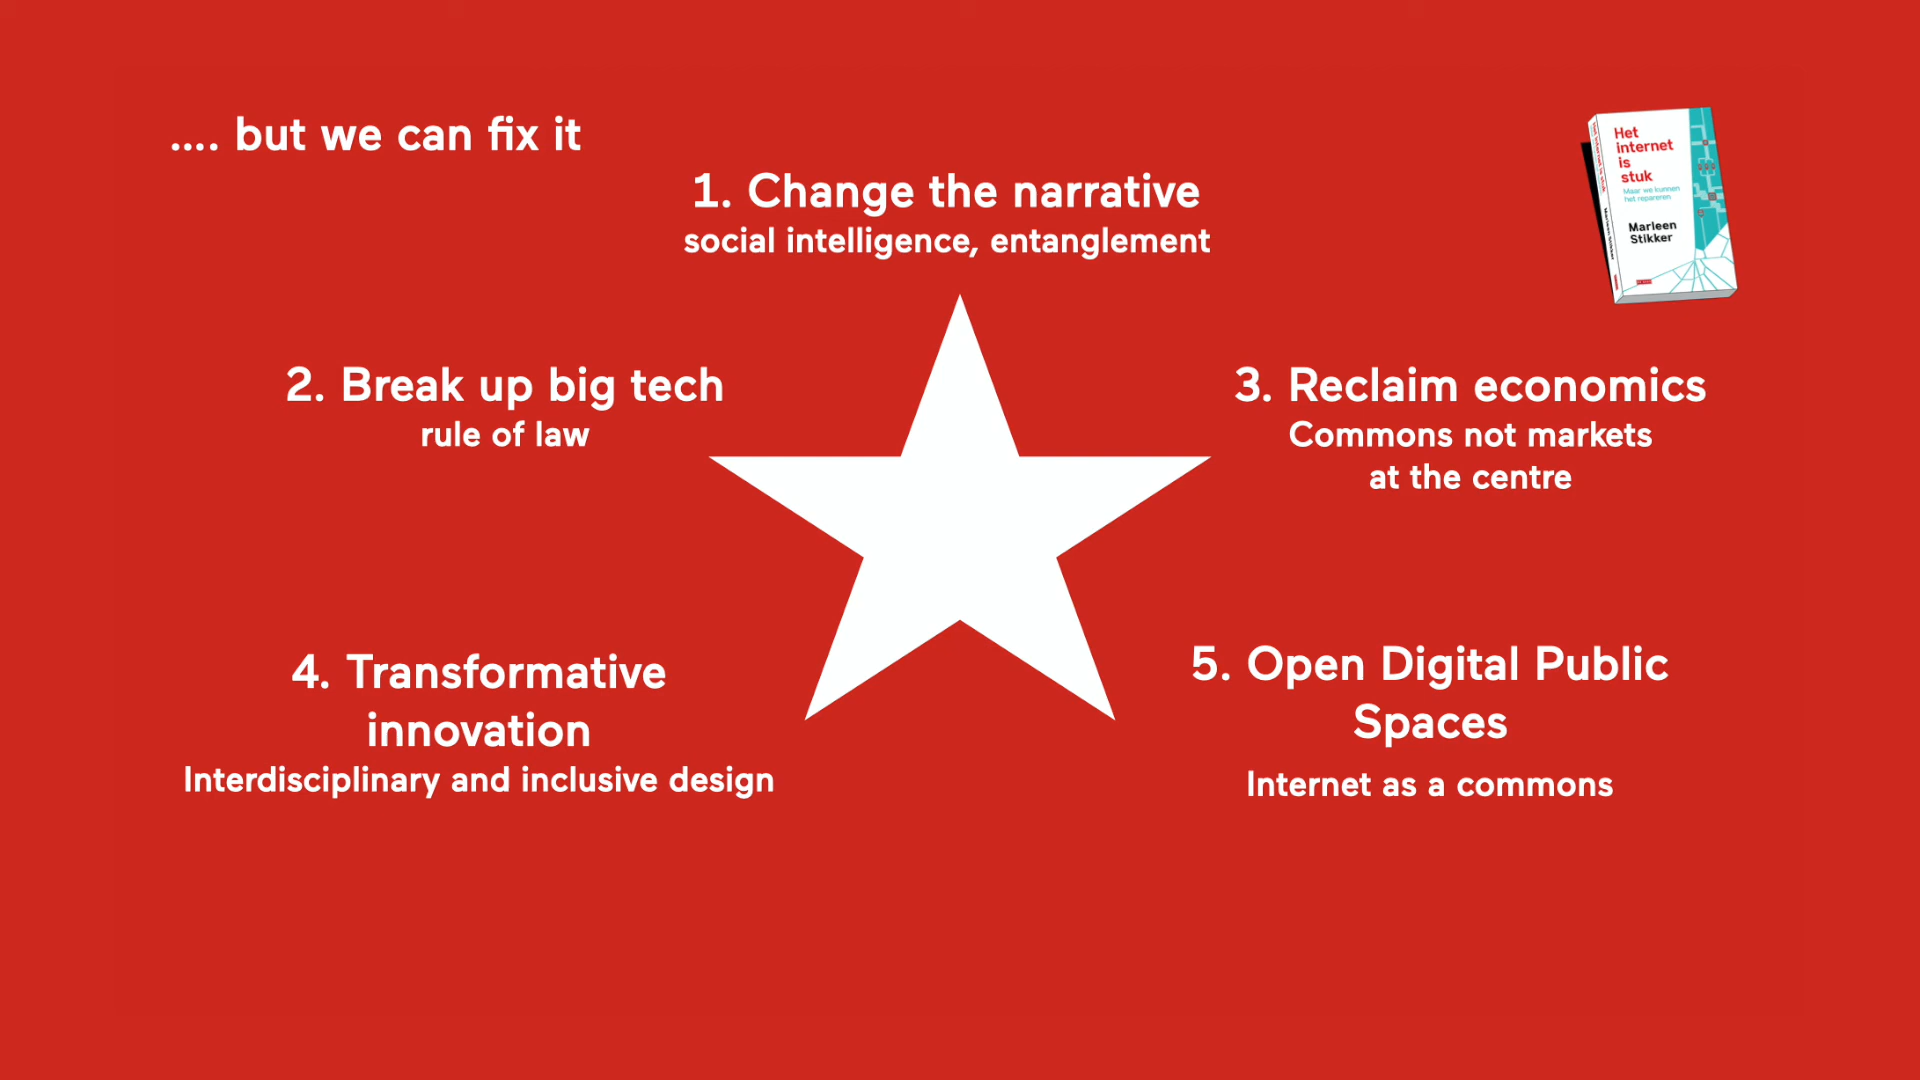 .... but we can fix it
1. Change the narrative
social intelligence, entanglement
Het
internet
is
stuk
Maar we kunnen
het repareren
Marleen
Stikker
2. Break up big tech
rule of law
3. Reclaim economics
Commons not markets
at the centre
4. Transformative
innovation
Interdisciplinary and inclusive design
5. Open Digital Public
Spaces
Internet as a commons